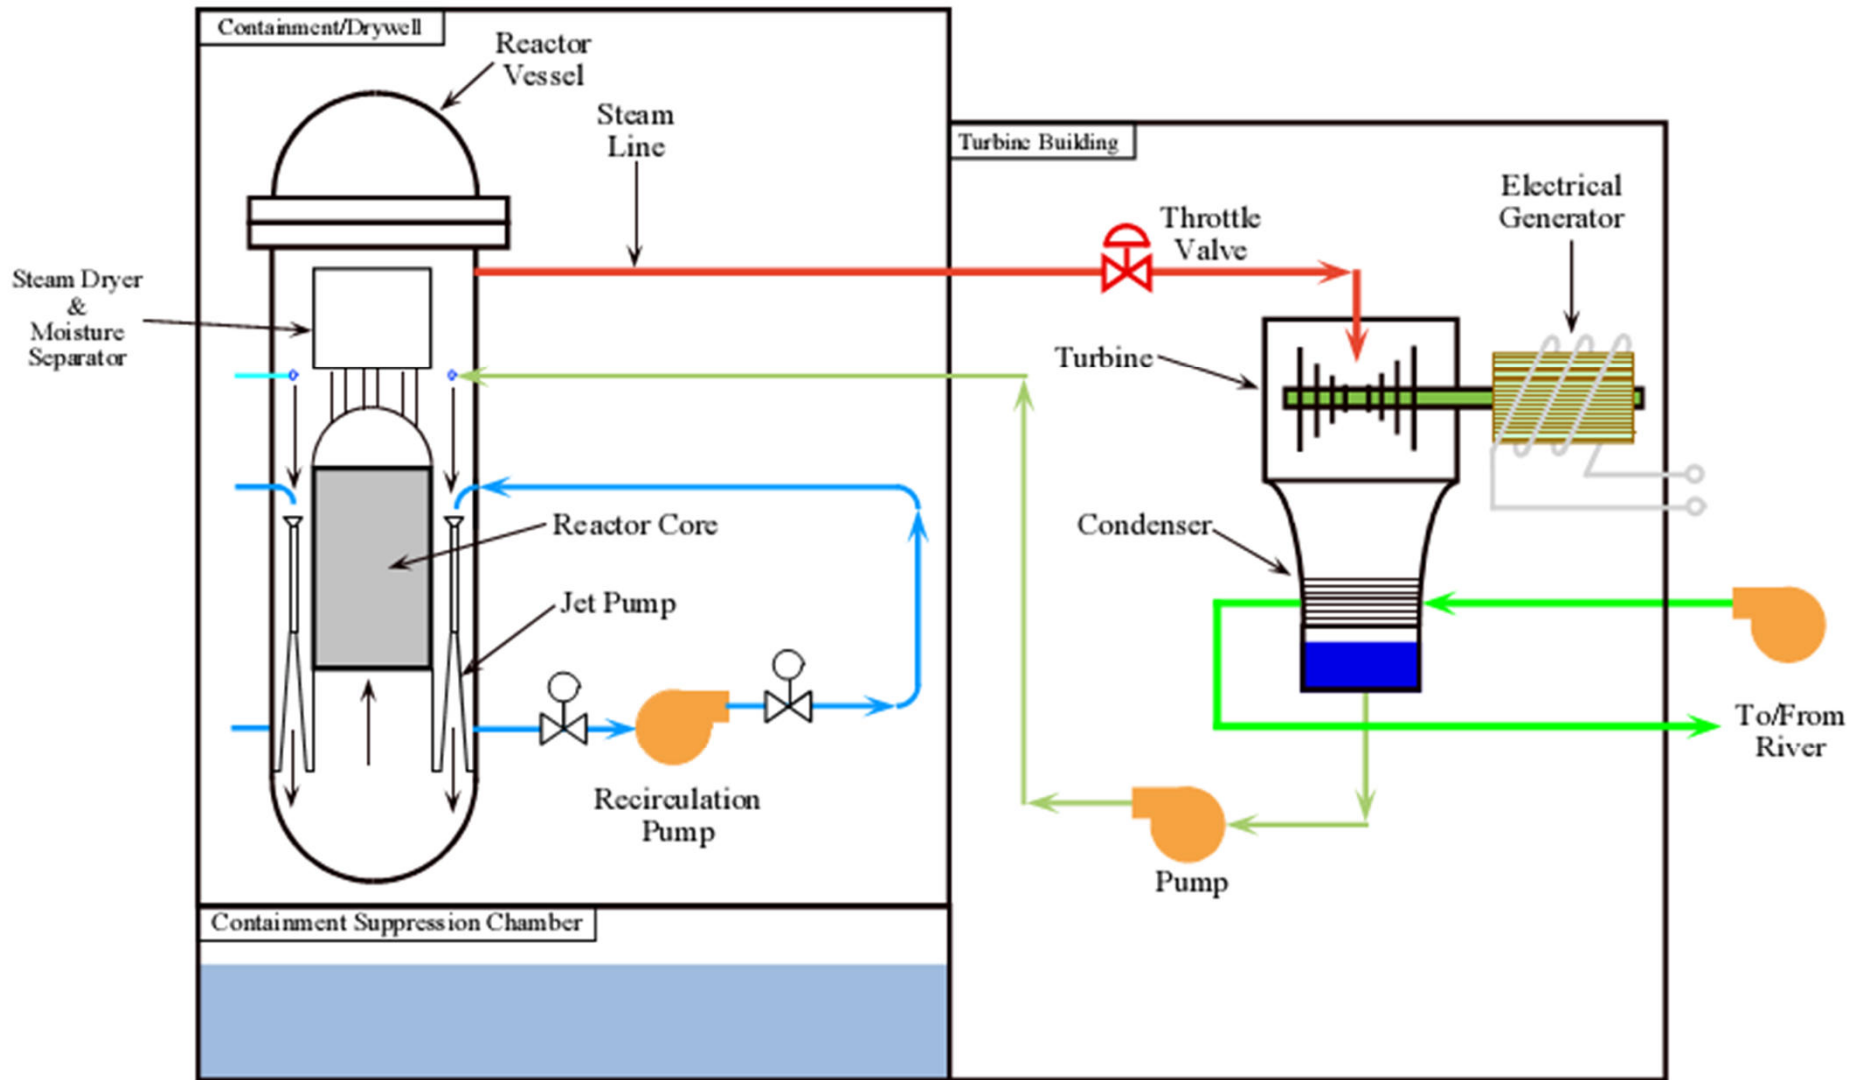 Containment/Drywell
Reactor
Vessel
Steam
Line
Turbine Building
Electrical
Generator
Throttle
Valve
Steam Dryer
&
Moisture
Separator
Turbine
Condenser
Reactor Core
Jet Pump
To/From
River
Recirculation
Pump
Pump
Containment Suppression Chamber